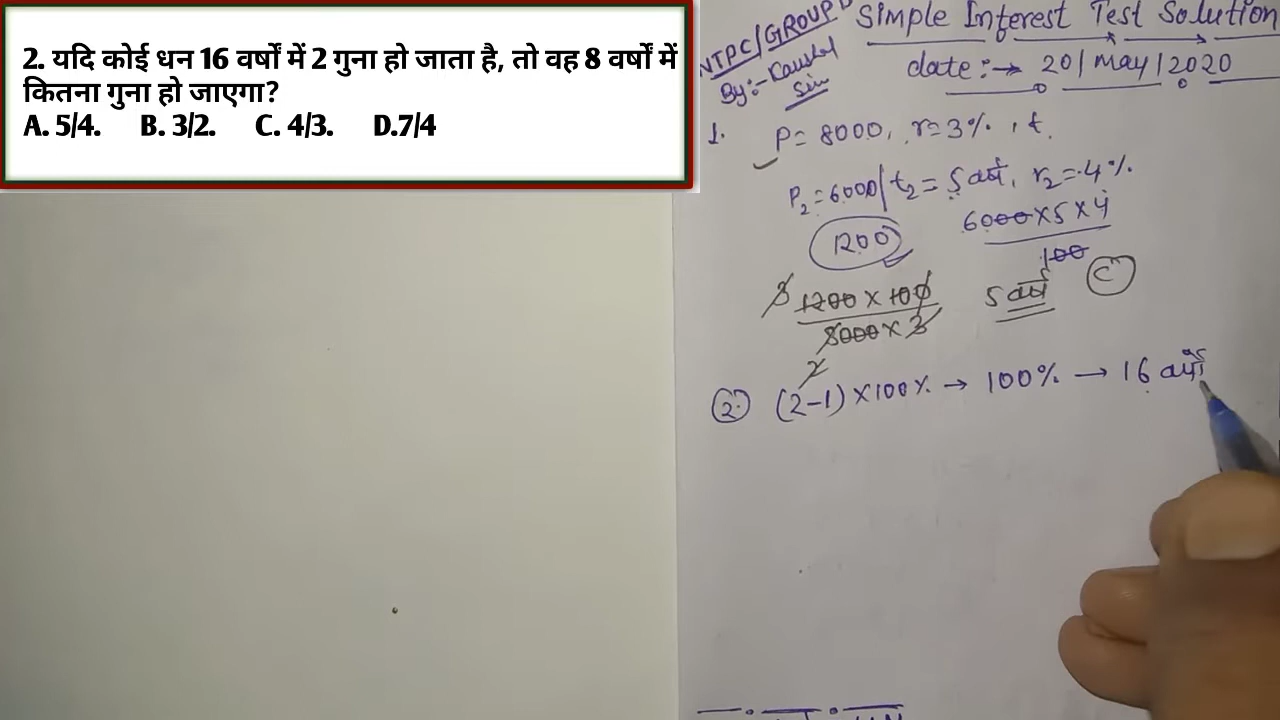 2. यदि कोई धन 16 वर्षों में 2 गुना हो जाता है, तो वह 8 वर्षों में
कितना गुना हो जाएगा?
A. 5/4. B. 3/2. C. 4/3. D.7/4
NTPC/GROUP D
By:- Kaushal
Sir
Simple Interest Test Solution
date:→ 20/may/2020
1. P= 8000, r=3%, t
P₂=6000/t₂= 5 वर्ष, r₂=4%
1200 6000×5×4
100
1200×100 5 वर्ष C
8000×3
2
2. (2-1)×100% → 100% → 16 वर्षों